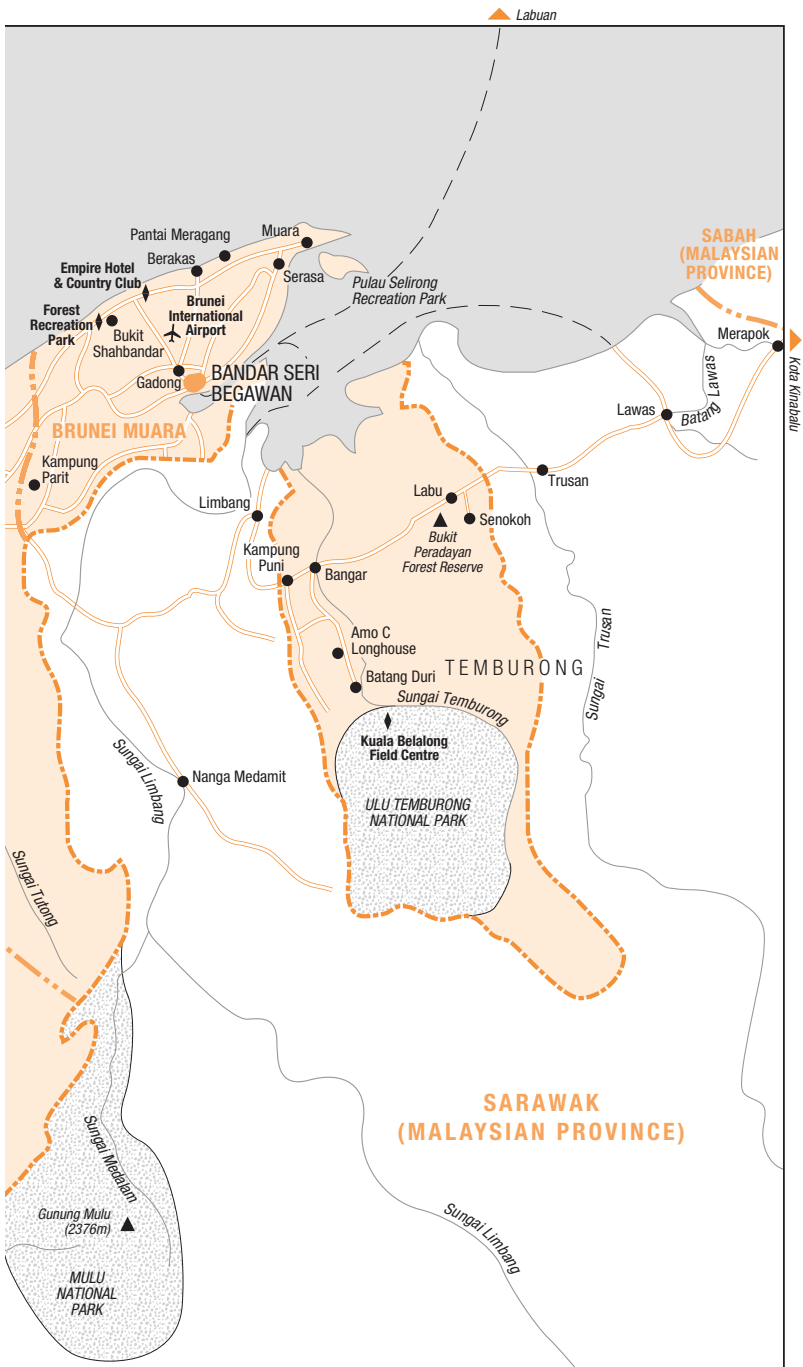 Labuan
Muara
Pantai Meragang
Berakas
Serasa
Empire Hotel
& Country Club
SABAH
(MALAYSIAN
PROVINCE)
Pulau Selirong
Recreation Park
Forest
Recreation
Park
Brunei
International
Airport
Bukit
Shahbandar
Merapok
Kota Kinabalu
Gadong
BANDAR SERI
BEGAWAN
Batang Lawas
Lawas
BRUNEI MUARA
Kampung
Parit
Trusan
Labu
Limbang
Senokoh
Bukit
Peradayan
Forest Reserve
Kampung
Puni
Bangar
Amo C
Longhouse
TEMBURONG
Sungai Trusan
Batang Duri
Sungai Temburong
Kuala Belalong
Field Centre
Sungai Limbang
Nanga Medamit
ULU TEMBURONG
NATIONAL PARK
Sungai Tutong
SARAWAK
(MALAYSIAN PROVINCE)
Sungai Medalam
Gunung Mulu
(2376m)
Sungai Limbang
MULU
NATIONAL
PARK